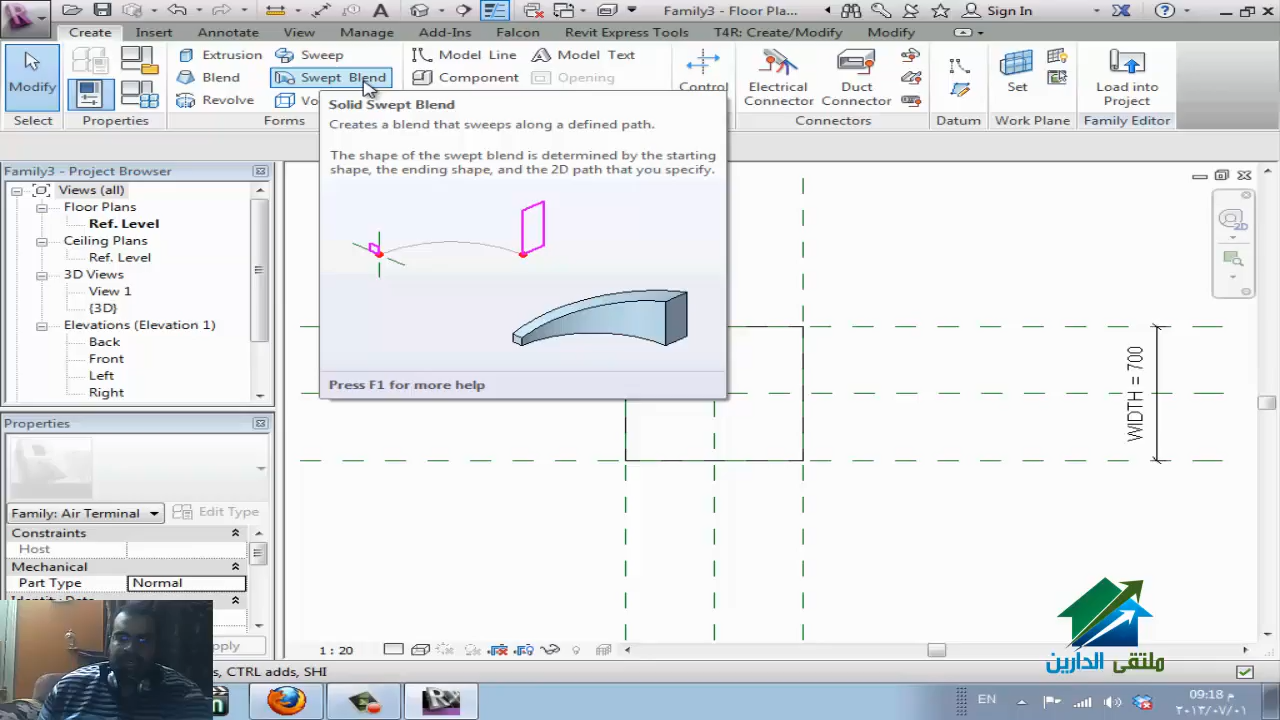 Family3 - Floor Pla...
Sign In
Create Insert Annotate View Manage Add-Ins Falcon Revit Express Tools T4R: Create/Modify Modify
Modify
Extrusion
Blend
Revolve
Sweep
Swept Blend
Model Line
Component
Model Text
Opening
Control
Electrical
Connector
Duct
Connector
Set
Load into
Project
Select Properties Forms Connectors Datum Work Plane Family Editor
Solid Swept Blend
Creates a blend that sweeps along a defined path.
The shape of the swept blend is determined by the starting
shape, the ending shape, and the 2D path that you specify.
Press F1 for more help
Family3 - Project Browser
Views (all)
Floor Plans
Ref. Level
Ceiling Plans
Ref. Level
3D Views
View 1
{3D}
Elevations (Elevation 1)
Back
Front
Left
Right
Properties
Family: Air Terminal
Edit Type
Constraints
Host
Mechanical
Part Type Normal
WIDTH = 700
2D
1 : 20
, CTRL adds, SHI
ملتقى الدارين
EN
09:18 م
٢٠١٣/٠٧/٠١